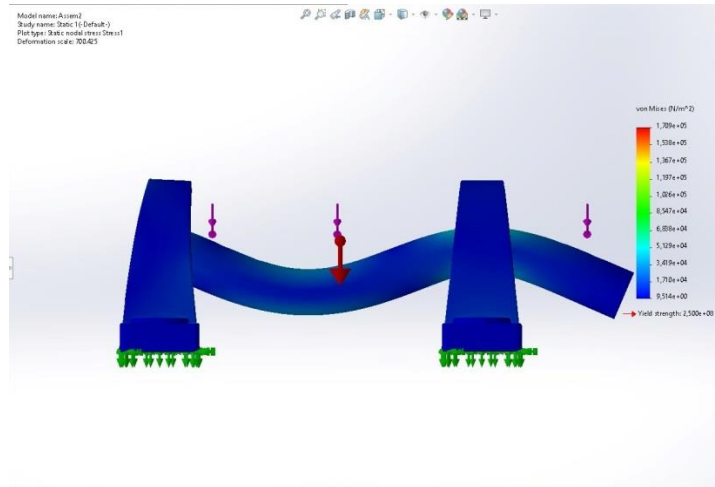 Model name: Assem2
Study name: Static 1(-Default-)
Plot type: Static nodal stress Stress1
Deformation scale: 700,425
von Mises (N/m^2)
1,709e+05
1,538e+05
1,367e+05
1,197e+05
1,026e+05
8,547e+04
6,838e+04
5,129e+04
3,419e+04
1,710e+04
9,514e+00
Yield strength: 2,500e+08